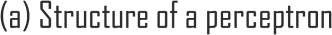 (a) Structure of a perceptron